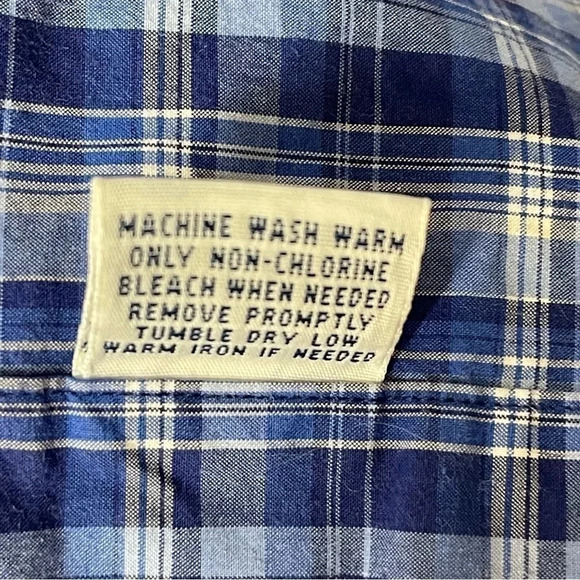 MACHINE WASH WARM
ONLY NON-CHLORINE
BLEACH WHEN NEEDED
REMOVE PROMPTLY
TUMBLE DRY LOW
WARM IRON IF NEEDED